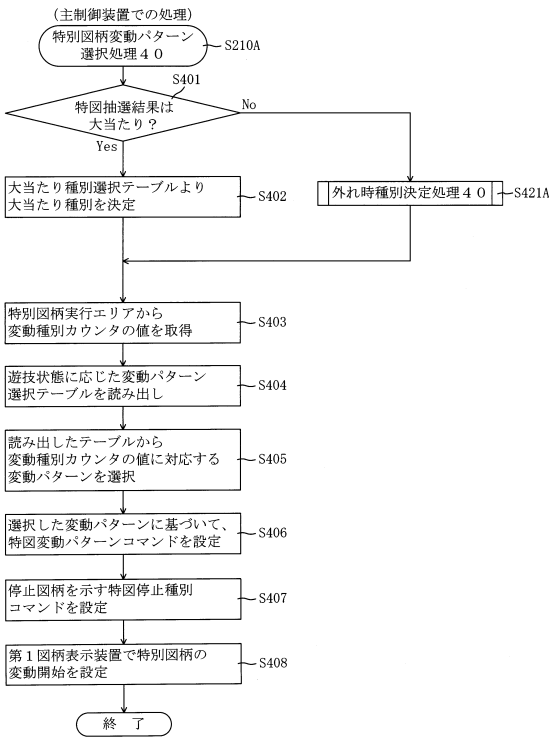 (主制御装置での処理)
特別図柄変動パターン
選択処理40
S210A
S401
特図抽選結果は
大当たり?
No
Yes
大当たり種別選択テーブルより
大当たり種別を決定
S402
外れ時種別決定処理40
S421A
特別図柄実行エリアから
変動種別カウンタの値を取得
S403
遊技状態に応じた変動パターン
選択テーブルを読み出し
S404
読み出したテーブルから
変動種別カウンタの値に対応する
変動パターンを選択
S405
選択した変動パターンに基づいて、
特図変動パターンコマンドを設定
S406
停止図柄を示す特図停止種別
コマンドを設定
S407
第1図柄表示装置で特別図柄の
変動開始を設定
S408
終 了